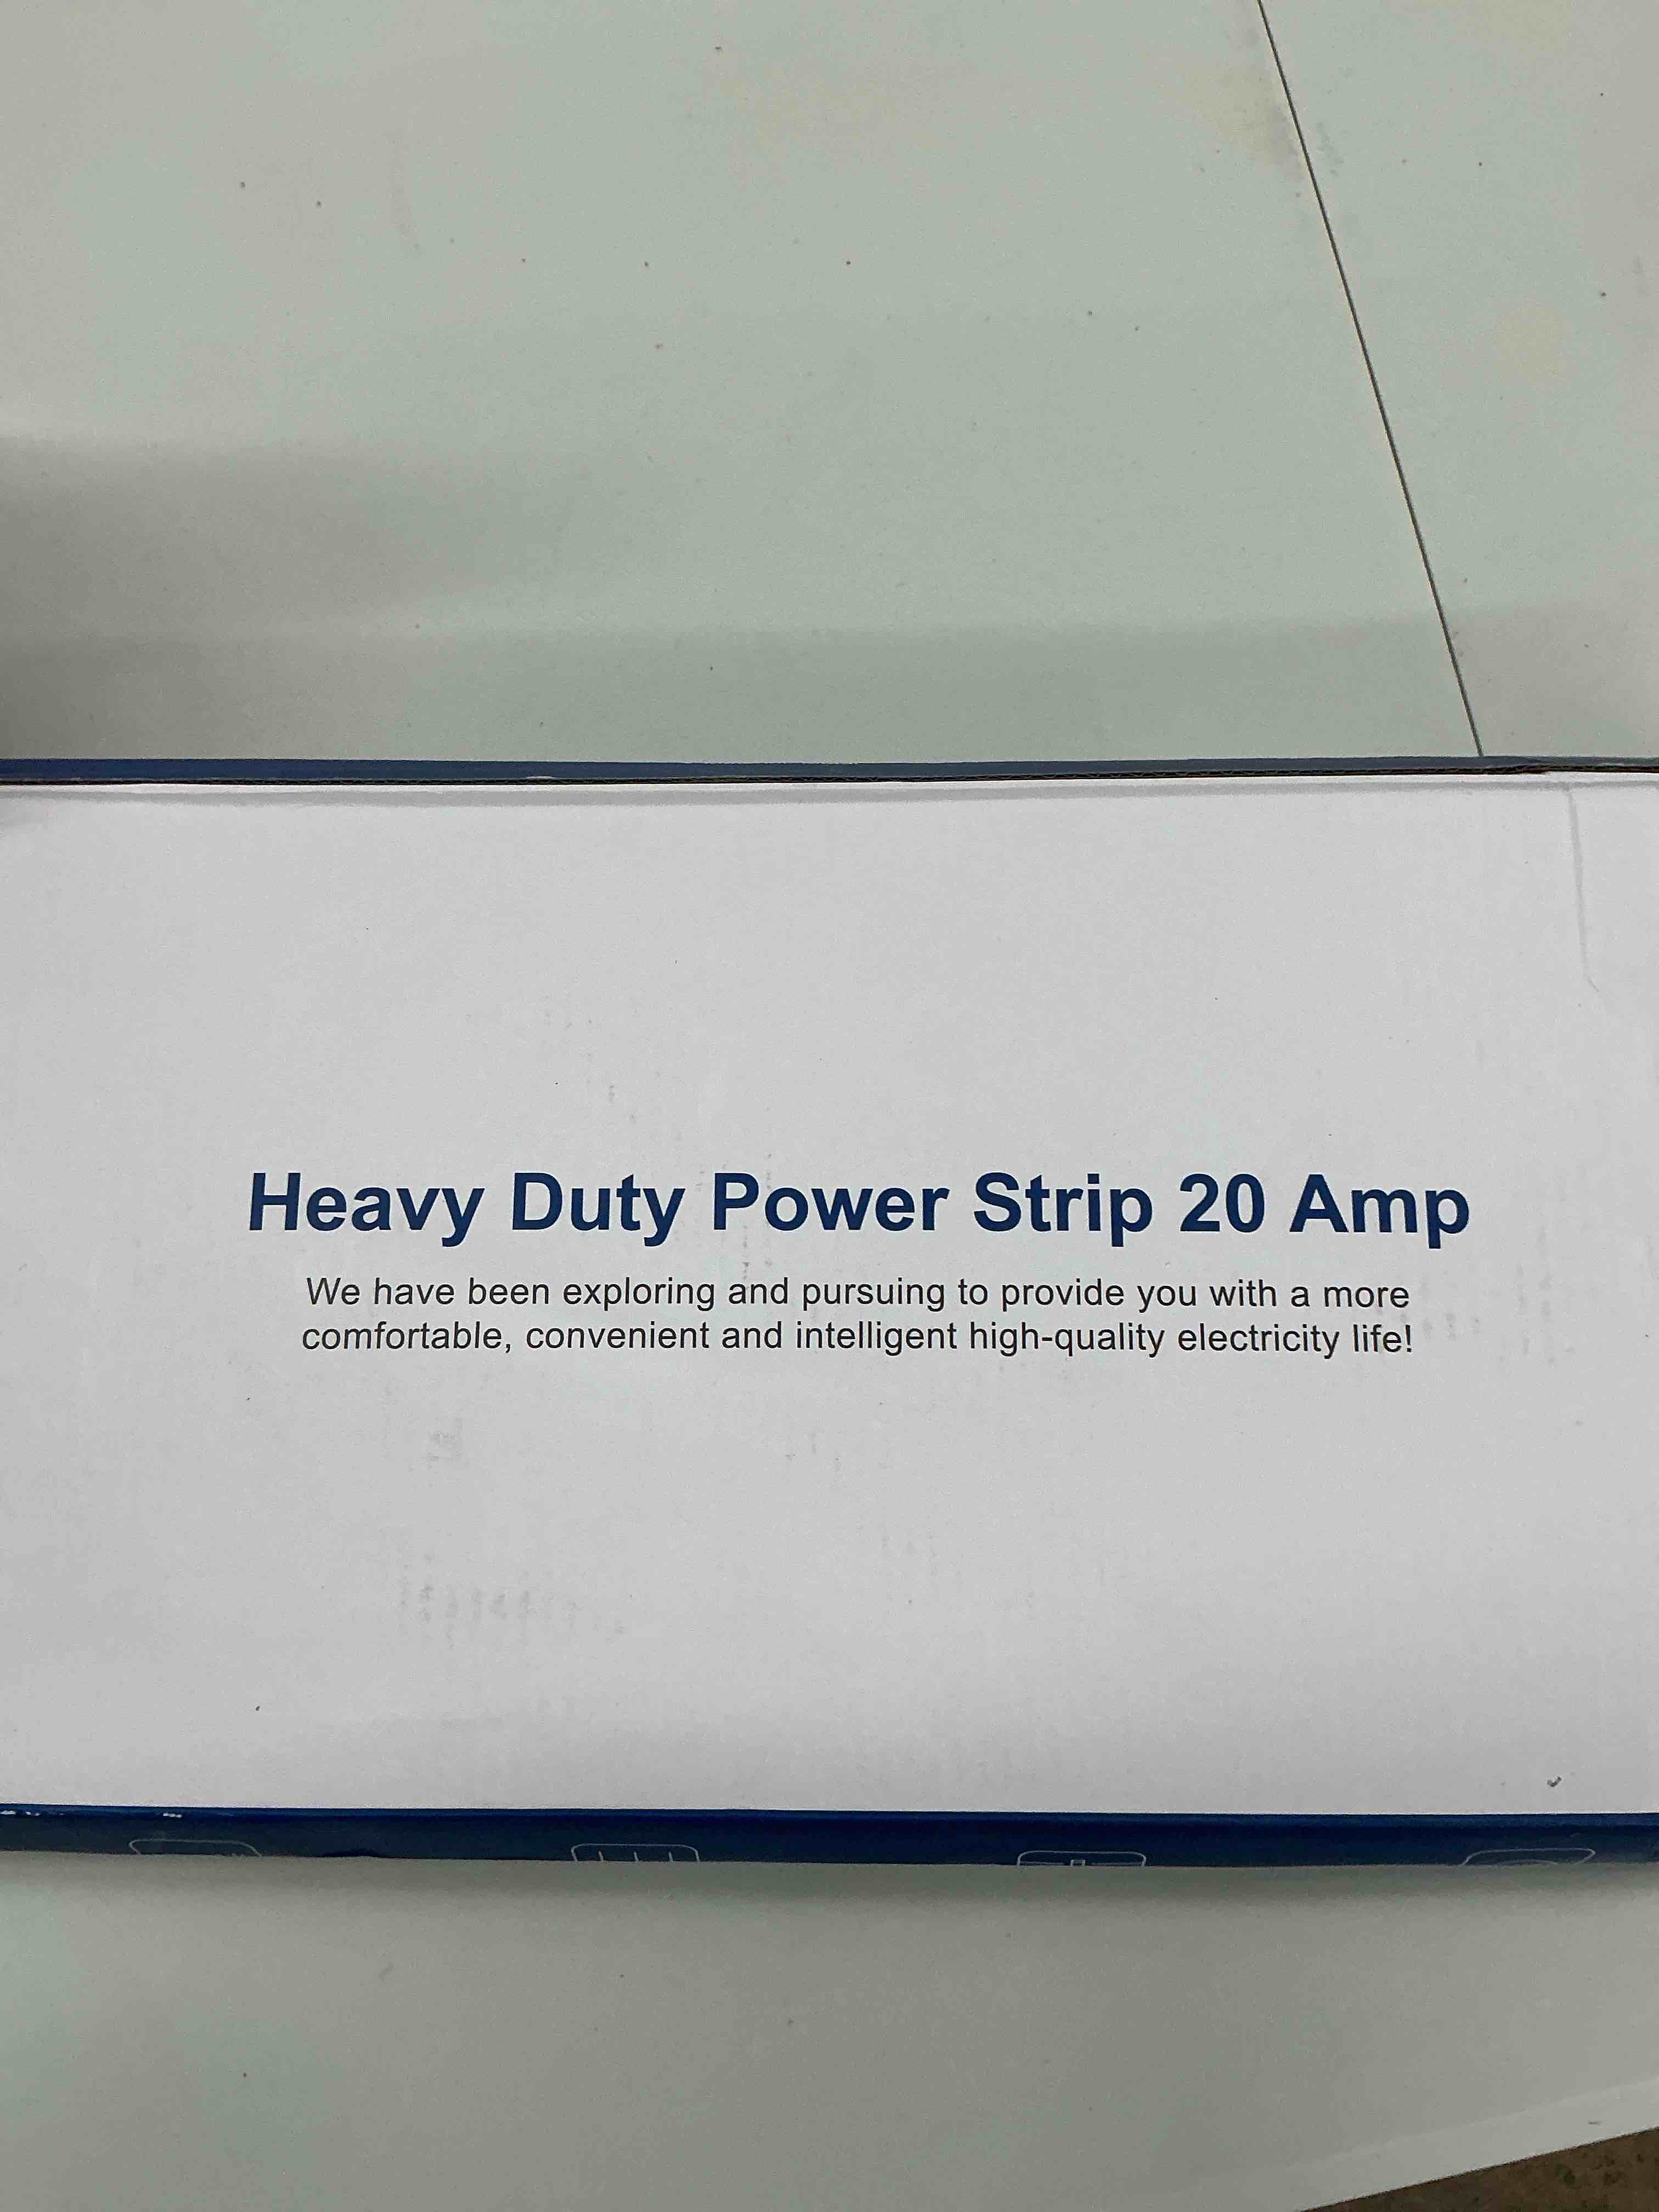 Heavy Duty Power Strip 20 Amp
We have been exploring and pursuing to provide you with a more
comfortable, convenient and intelligent high-quality electricity life!